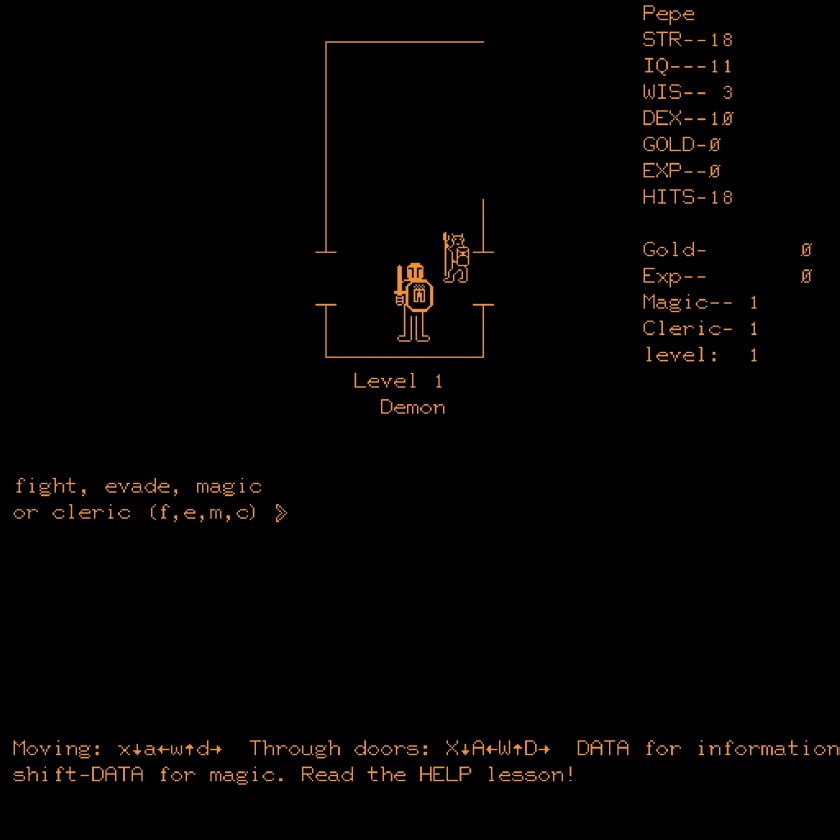 Pepe
STR--18
IQ---11
WIS-- 3
DEX--10
GOLD-0
EXP--0
HITS-18
Gold- 0
Exp-- 0
Magic-- 1
Cleric- 1
level: 1
Level 1
Demon
fight, evade, magic
or cleric (f,e,m,c) >
Moving: x↓a←w↑d→ Through doors: X↓A←W↑D→ DATA for information
shift-DATA for magic. Read the HELP lesson!